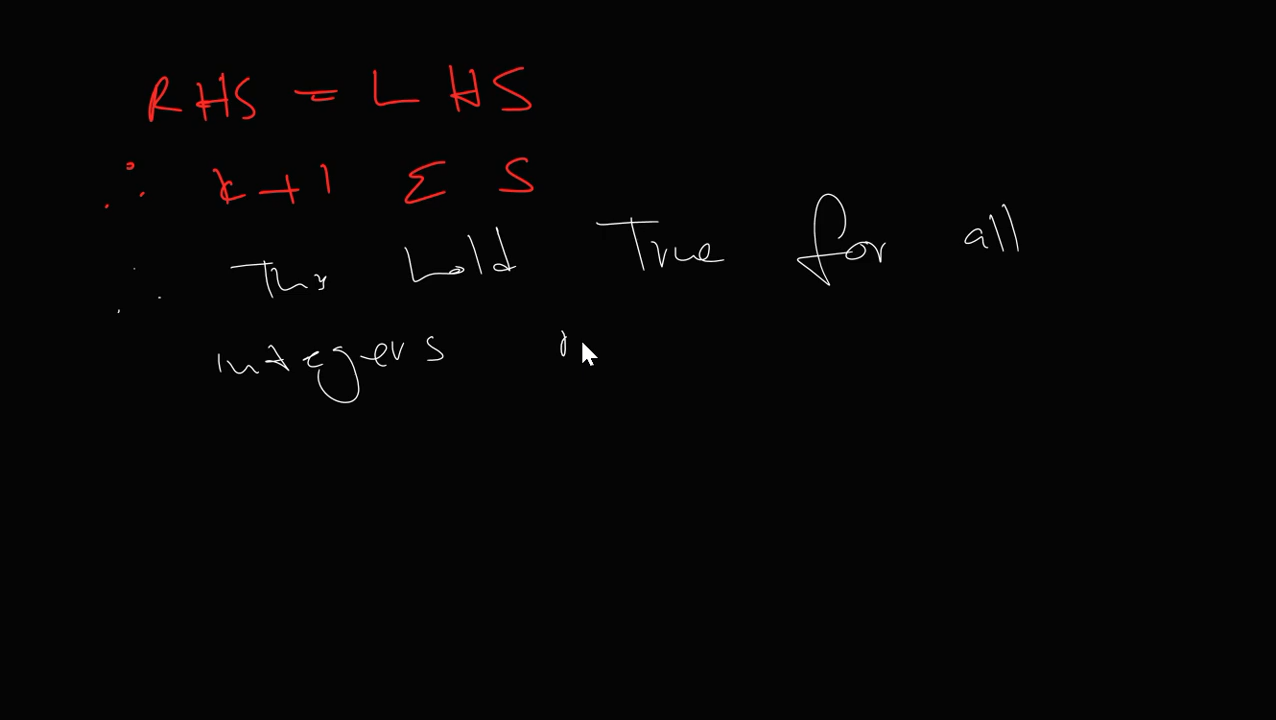 RHS = LHS
∴ k+1 Σ S
∴ This hold True for all
integers